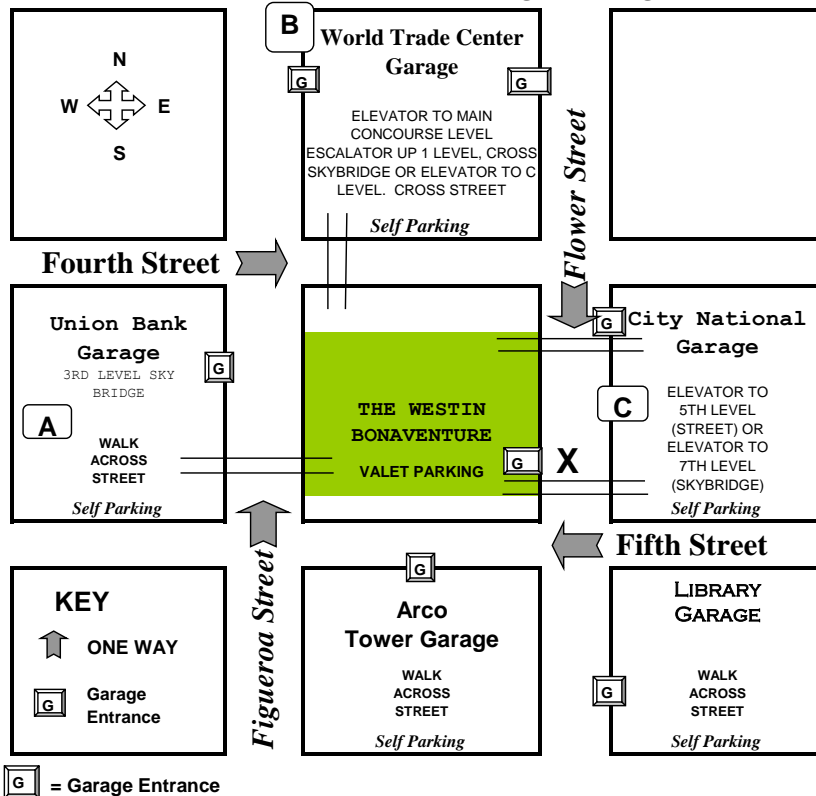 N
W E
S
B
World Trade Center
Garage
G
G
ELEVATOR TO MAIN
CONCOURSE LEVEL
ESCALATOR UP 1 LEVEL, CROSS
SKYBRIDGE OR ELEVATOR TO C
LEVEL. CROSS STREET
Self Parking
Flower Street
Fourth Street
Union Bank
Garage
3RD LEVEL SKY
BRIDGE
G
A
WALK
ACROSS
STREET
Self Parking
THE WESTIN
BONAVENTURE
VALET PARKING
G
X
G
City National
Garage
C
ELEVATOR TO
5TH LEVEL
(STREET) OR
ELEVATOR TO
7TH LEVEL
(SKYBRIDGE)
Self Parking
Fifth Street
Figueroa Street
KEY
ONE WAY
G
Garage
Entrance
G
Arco
Tower Garage
WALK
ACROSS
STREET
Self Parking
LIBRARY
GARAGE
G
WALK
ACROSS
STREET
Self Parking
G = Garage Entrance